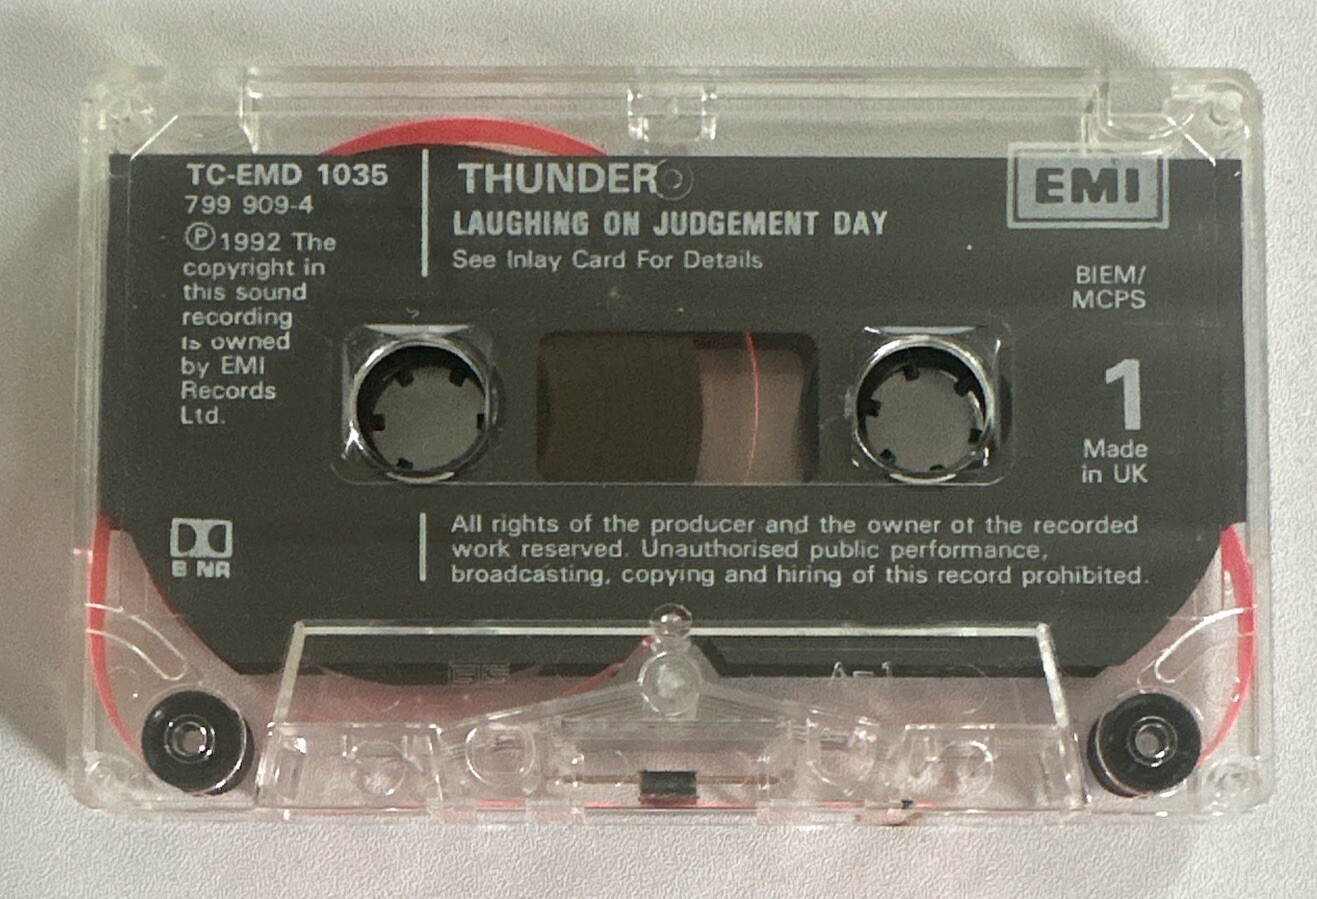 TC-EMD 1035
799 909-4
Ⓟ 1992 The
copyright in
this sound
recording
is owned
by EMI
Records
Ltd.
THUNDER
LAUGHING ON JUDGEMENT DAY
See Inlay Card For Details
EMI
BIEM/
MCPS
1
Made
in UK
B NR
All rights of the producer and the owner of the recorded
work reserved. Unauthorised public performance,
broadcasting, copying and hiring of this record prohibited.
A-1